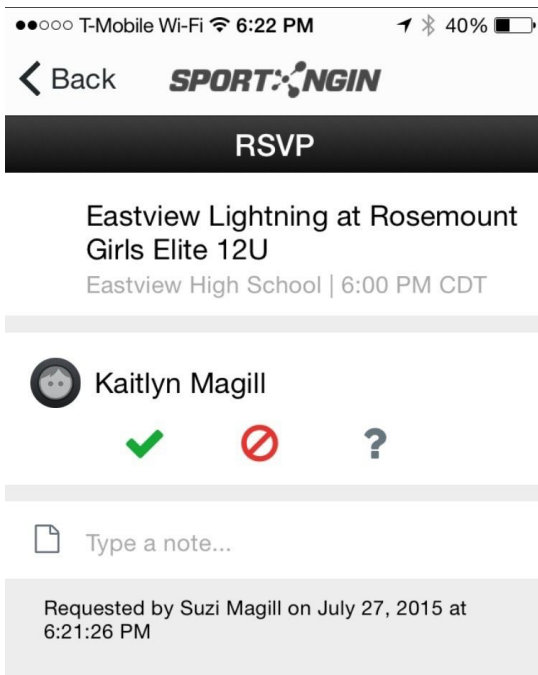 T-Mobile Wi-Fi 6:22 PM 40%
Back SPORT NGIN
RSVP
Eastview Lightning at Rosemount
Girls Elite 12U
Eastview High School | 6:00 PM CDT
Kaitlyn Magill
?
Type a note...
Requested by Suzi Magill on July 27, 2015 at
6:21:26 PM